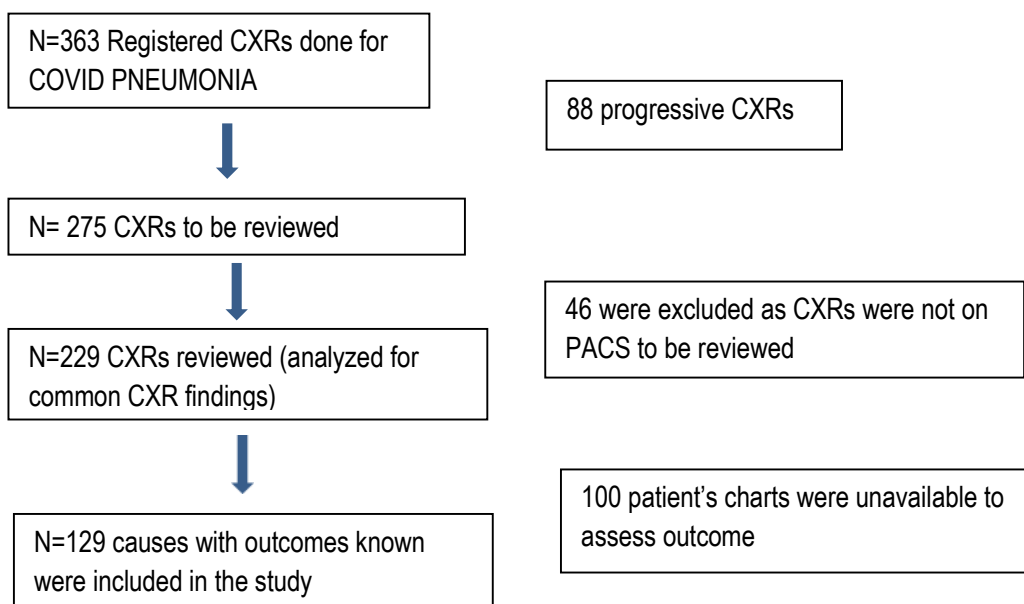 N=363 Registered CXRs done for
COVID PNEUMONIA
88 progressive CXRs
N= 275 CXRs to be reviewed
46 were excluded as CXRs were not on
PACS to be reviewed
N=229 CXRs reviewed (analyzed for
common CXR findings)
100 patient's charts were unavailable to
assess outcome
N=129 causes with outcomes known
were included in the study